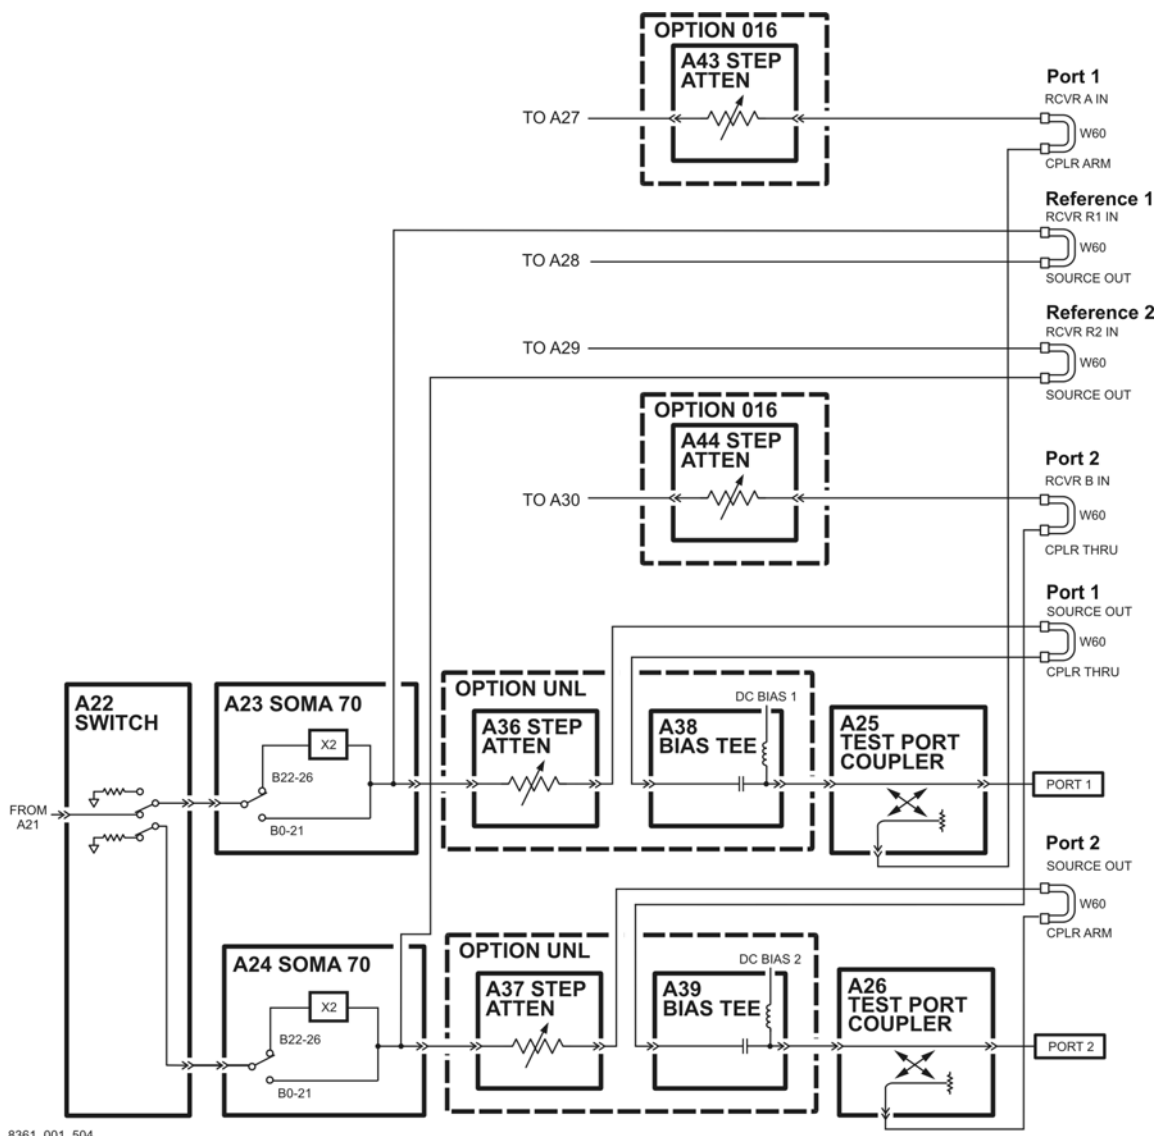 OPTION 016
A43 STEP
ATTEN
TO A27
Port 1
RCVR A IN
W60
CPLR ARM
Reference 1
RCVR R1 IN
W60
TO A28
SOURCE OUT
Reference 2
RCVR R2 IN
TO A29
W60
SOURCE OUT
OPTION 016
A44 STEP
ATTEN
TO A30
Port 2
RCVR B IN
W60
CPLR THRU
Port 1
SOURCE OUT
W60
CPLR THRU
A22
SWITCH
FROM
A21
A23 SOMA 70
X2
B22-26
B0-21
OPTION UNL
A36 STEP
ATTEN
A38
BIAS TEE
DC BIAS 1
A25
TEST PORT
COUPLER
PORT 1
Port 2
SOURCE OUT
W60
CPLR ARM
A24 SOMA 70
X2
B22-26
B0-21
OPTION UNL
A37 STEP
ATTEN
A39
BIAS TEE
DC BIAS 2
A26
TEST PORT
COUPLER
PORT 2
8361_001_504